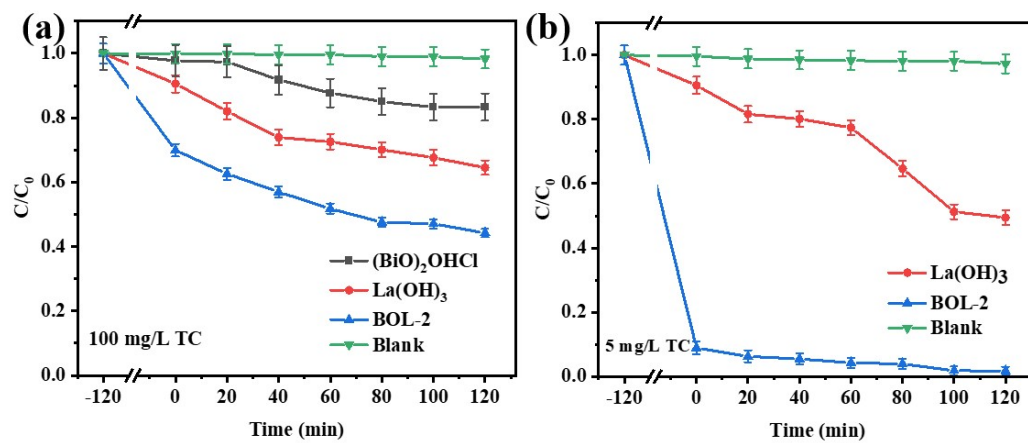 (a)
1.0
0.8
0.6
0.4
0.2
0.0
C/C₀
(BiO)₂OHCl
La(OH)₃
BOL-2
Blank
100 mg/L TC
-120 0 20 40 60 80 100 120
Time (min)
(b)
1.0
0.8
0.6
0.4
0.2
0.0
C/C₀
La(OH)₃
BOL-2
Blank
5 mg/L TC
-120 0 20 40 60 80 100 120
Time (min)